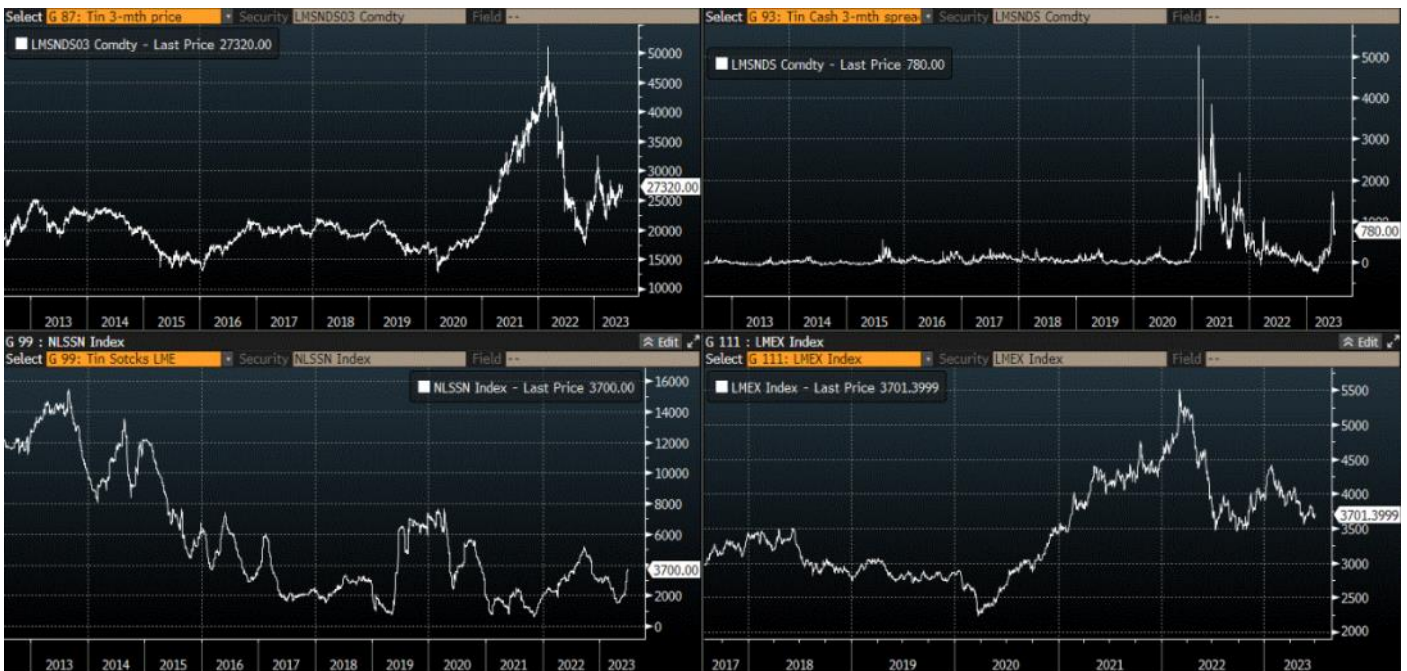 Select G 87: Tin 3-mth price Security LMSNDS03 Comdty Field --
LMSNDS03 Comdty - Last Price 27320.00
50000
45000
40000
35000
30000
27320.00
25000
20000
15000
10000
2013 2014 2015 2016 2017 2018 2019 2020 2021 2022 2023
Select G 93: Tin Cash 3-mth sprea Security LMSNDS Comdty Field --
LMSNDS Comdty - Last Price 780.00
5000
4000
3000
2000
1000
780.00
0
2013 2014 2015 2016 2017 2018 2019 2020 2021 2022 2023
G 99 : NLSSN Index Edit
Select G 99: Tin Sotcks LME Security NLSSN Index Field --
NLSSN Index - Last Price 3700.00
16000
14000
12000
10000
8000
6000
3700.00
2000
0
2013 2014 2015 2016 2017 2018 2019 2020 2021 2022 2023
G 111 : LMEX Index Edit
Select G 111: LMEX Index Security LMEX Index Field --
LMEX Index - Last Price 3701.3999
5500
5000
4500
4000
3701.3999
3000
2500
2000
2017 2018 2019 2020 2021 2022 2023